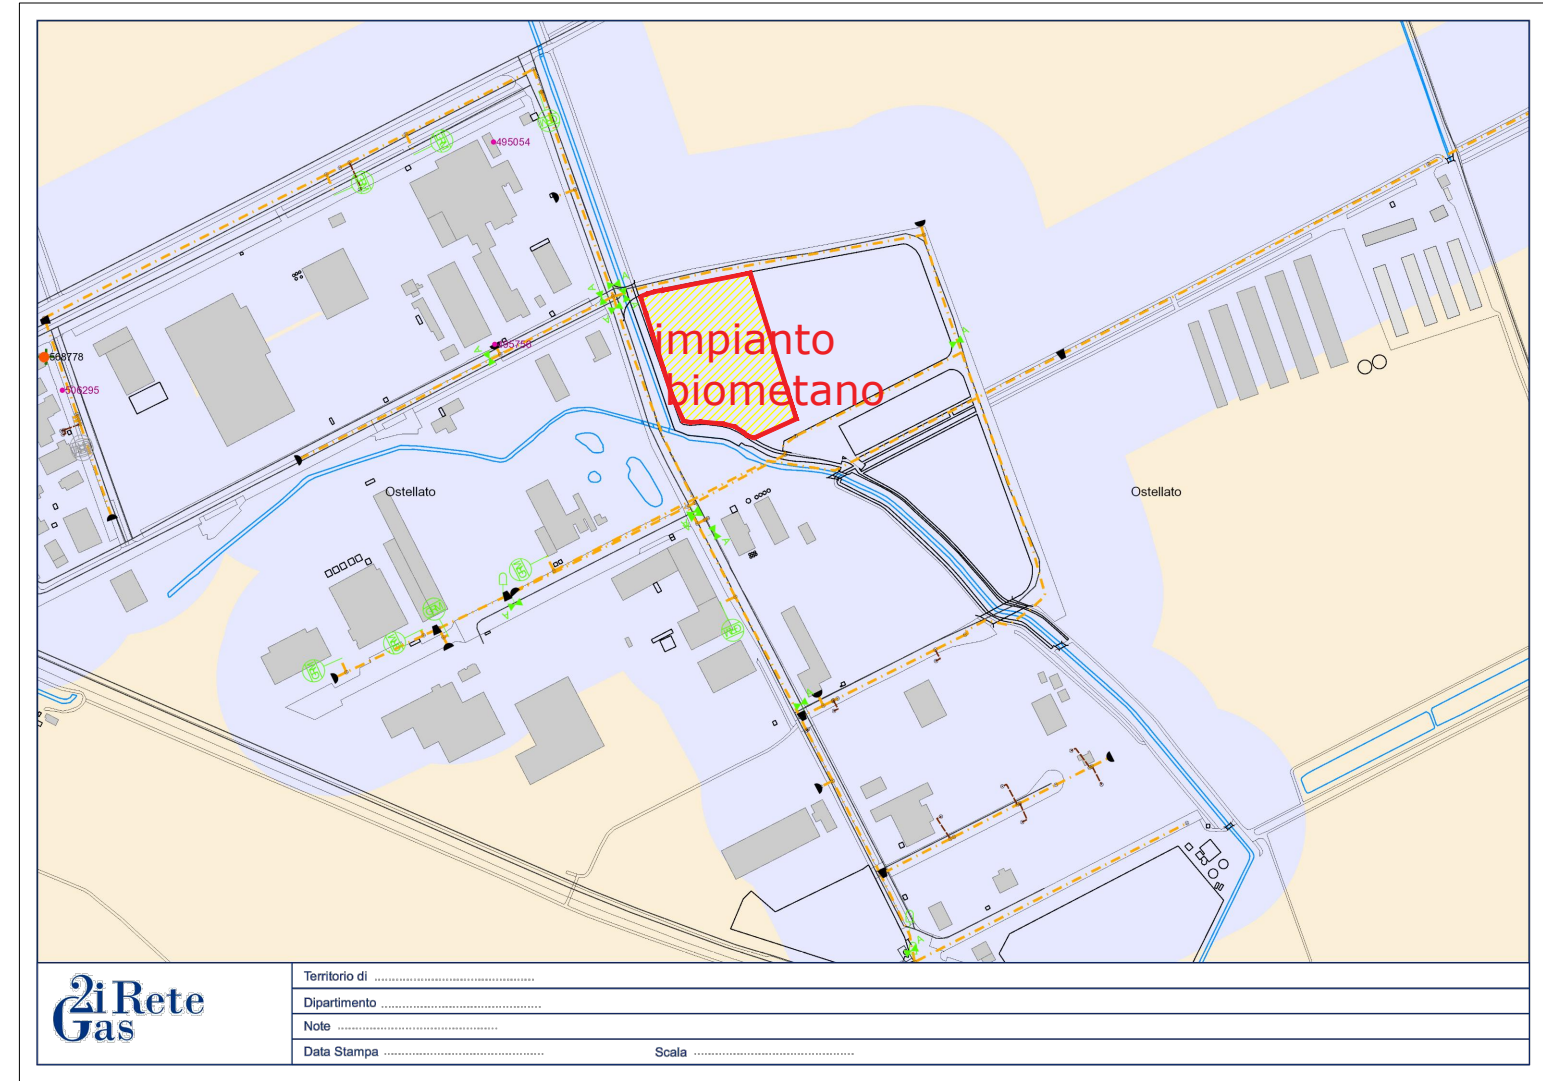 495054
495756
568778
506295
impianto
biometano
Ostellato
Ostellato
2i Rete
Gas
Territorio di
Dipartimento
Note
Data Stampa
Scala